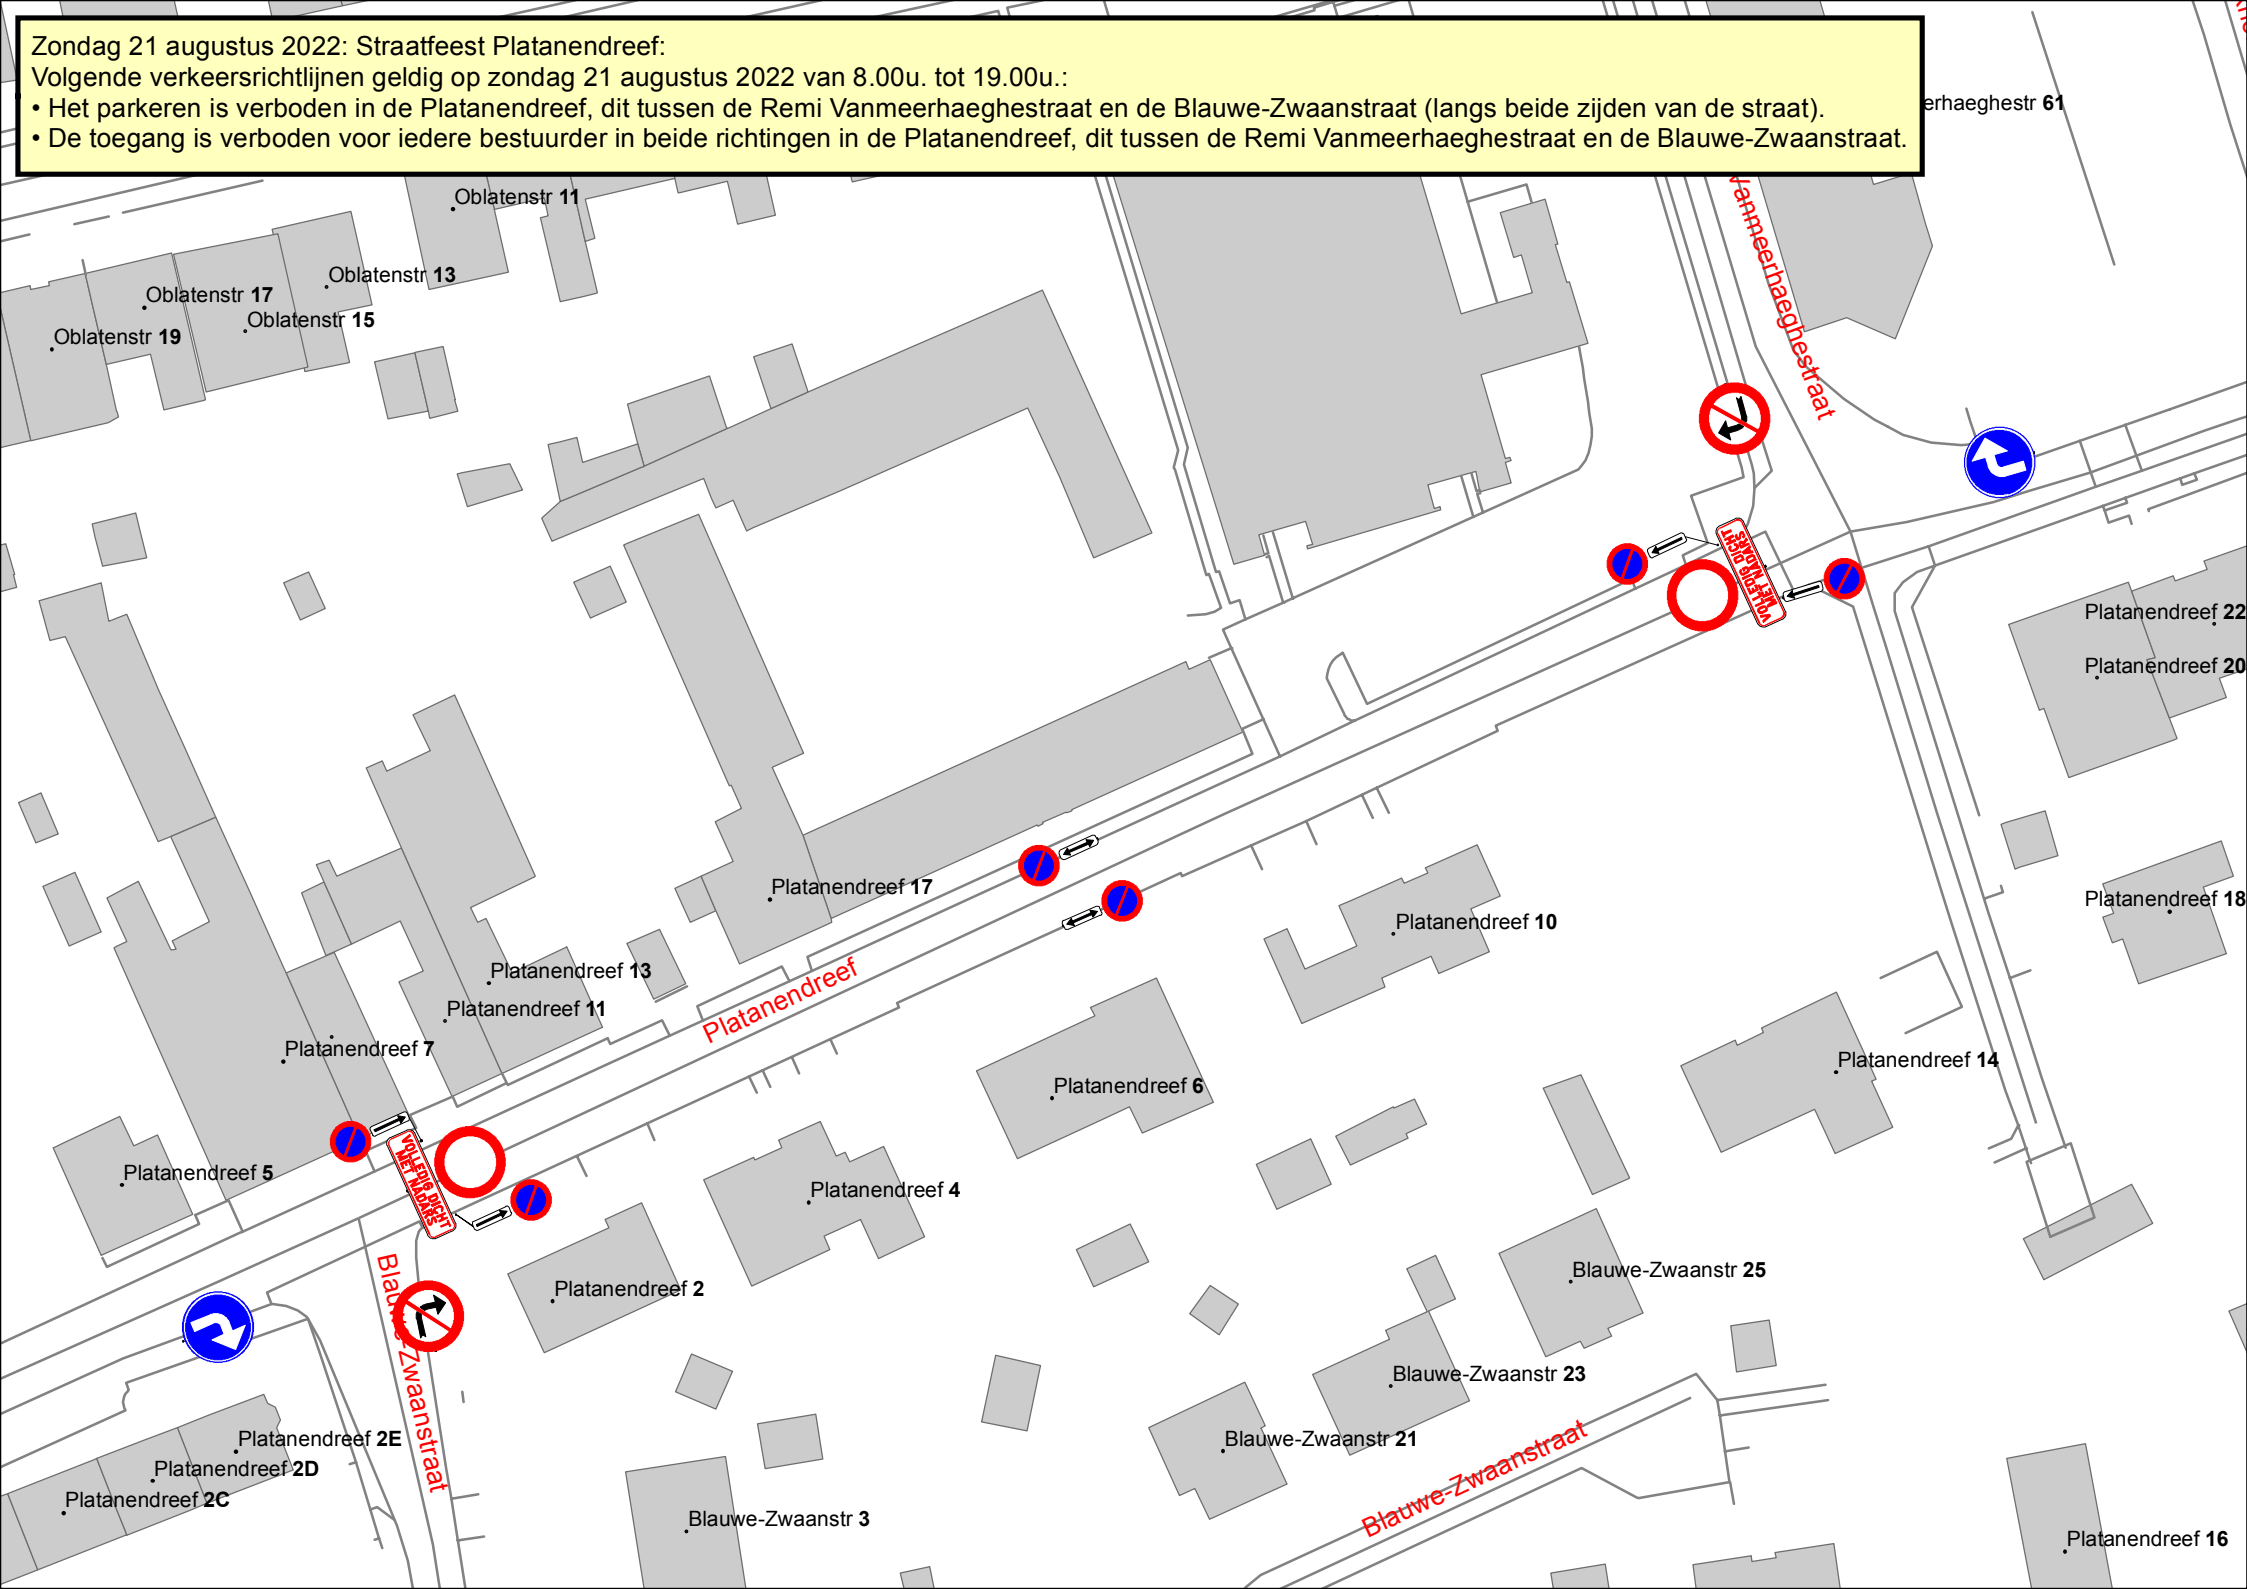 Zondag 21 augustus 2022: Straatfeest Platanendreef:
Volgende verkeersrichtlijnen geldig op zondag 21 augustus 2022 van 8.00u. tot 19.00u.:
• Het parkeren is verboden in de Platanendreef, dit tussen de Remi Vanmeerhaeghestraat en de Blauwe-Zwaanstraat (langs beide zijden van de straat).
• De toegang is verboden voor iedere bestuurder in beide richtingen in de Platanendreef, dit tussen de Remi Vanmeerhaeghestraat en de Blauwe-Zwaanstraat.
erhaeghestr 61
Oblatenstr 11
Vanmeerhaeghestraat
Oblatenstr 13
Oblatenstr 17
Oblatenstr 15
Oblatenstr 19
VOLLEDIG DICHT
MET NADARS
Platanendreef 22
Platanendreef 20
Platanendreef 17
Platanendreef 18
Platanendreef 10
Platanendreef 13
Platanendreef
Platanendreef 11
Platanendreef 7
Platanendreef 14
Platanendreef 6
Platanendreef 5
VOLLEDIG DICHT
MET NADARS
Platanendreef 4
Blauwe-Zwaanstr 25
Platanendreef 2
Blauwe-Zwaanstraat
Blauwe-Zwaanstr 23
Platanendreef 2E
Blauwe-Zwaanstr 21
Platanendreef 2D
Blauwe-Zwaanstraat
Platanendreef 2C
Blauwe-Zwaanstr 3
Platanendreef 16